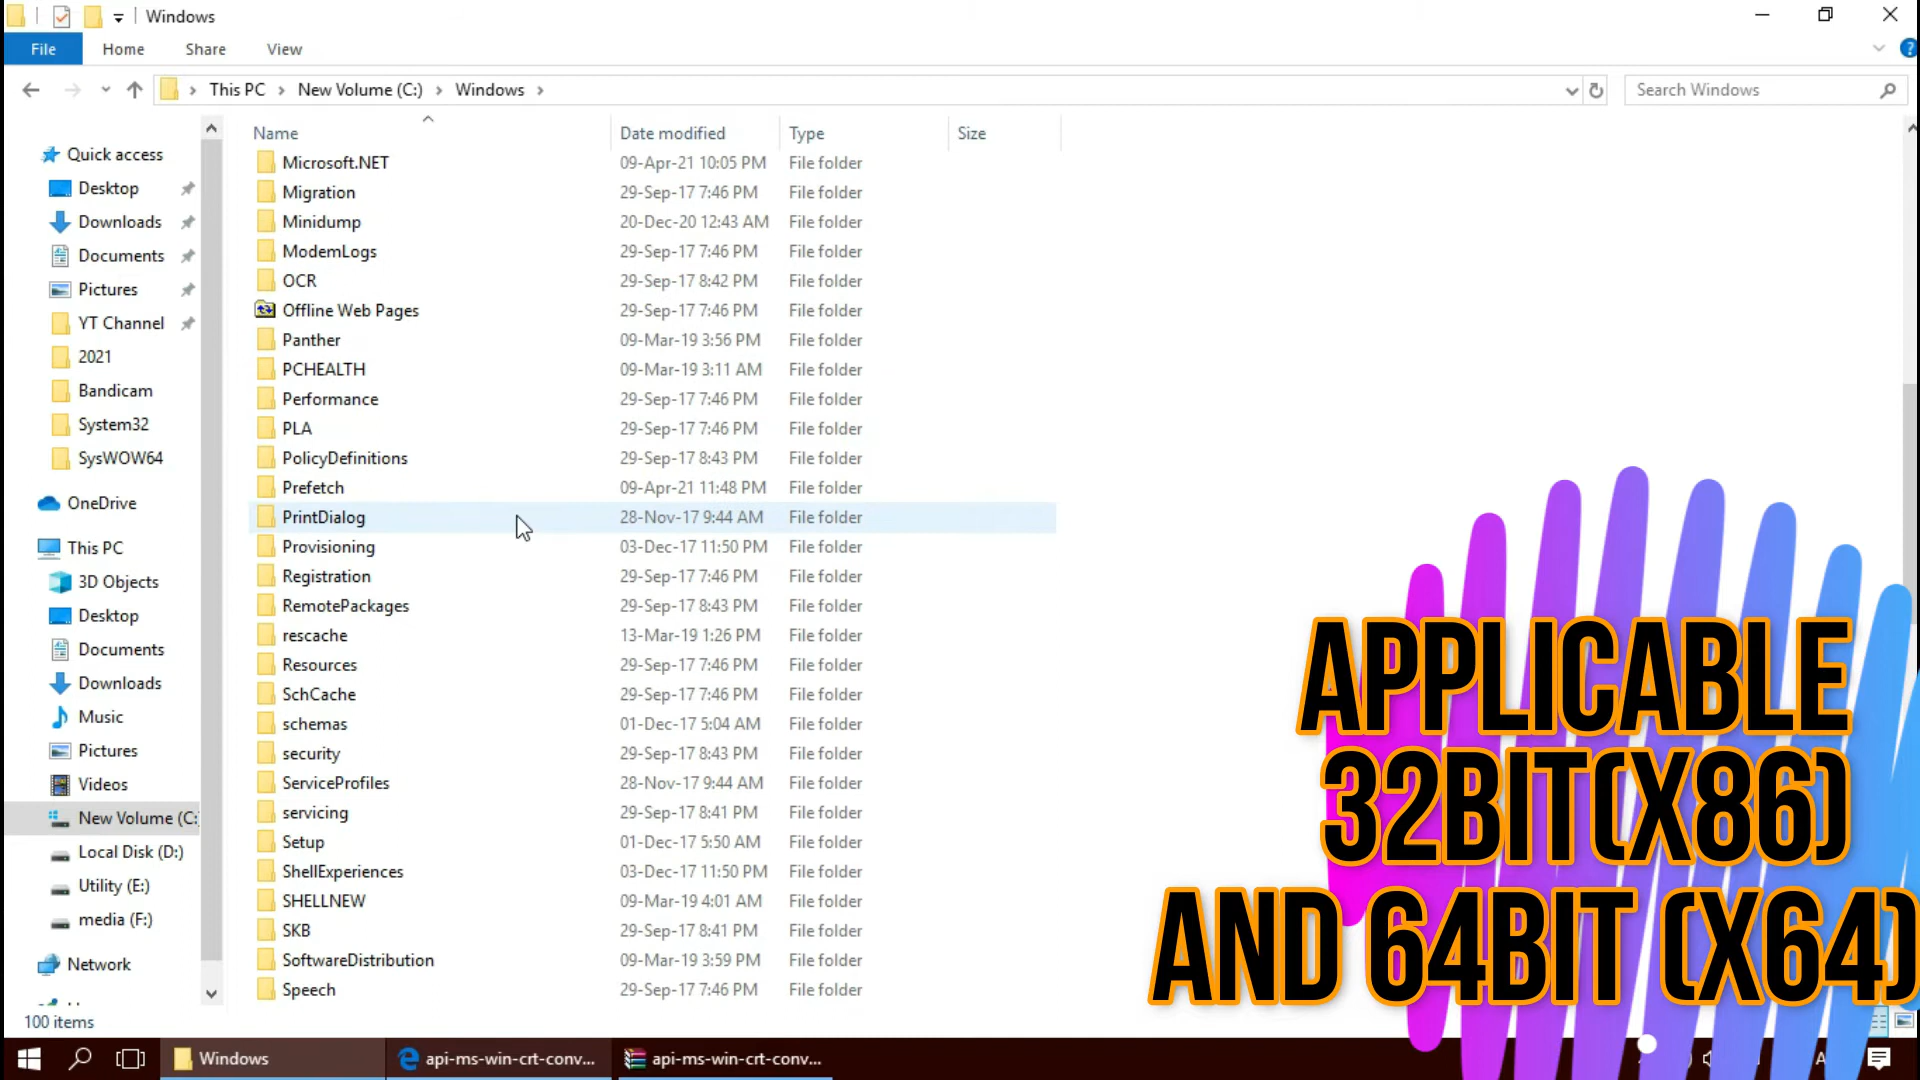 Windows
File Home Share View
This PC New Volume (C:) Windows
Search Windows
Name Date modified Type Size
Quick access
Desktop
Downloads
Documents
Pictures
YT Channel
2021
Bandicam
System32
SysWOW64
OneDrive
This PC
3D Objects
Desktop
Documents
Downloads
Music
Pictures
Videos
New Volume (C:
Local Disk (D:)
Utility (E:)
media (F:)
Network
Microsoft.NET 09-Apr-21 10:05 PM File folder
Migration 29-Sep-17 7:46 PM File folder
Minidump 20-Dec-20 12:43 AM File folder
ModemLogs 29-Sep-17 7:46 PM File folder
OCR 29-Sep-17 8:42 PM File folder
Offline Web Pages 29-Sep-17 7:46 PM File folder
Panther 09-Mar-19 3:56 PM File folder
PCHEALTH 09-Mar-19 3:11 AM File folder
Performance 29-Sep-17 7:46 PM File folder
PLA 29-Sep-17 7:46 PM File folder
PolicyDefinitions 29-Sep-17 8:43 PM File folder
Prefetch 09-Apr-21 11:48 PM File folder
PrintDialog 28-Nov-17 9:44 AM File folder
Provisioning 03-Dec-17 11:50 PM File folder
Registration 29-Sep-17 7:46 PM File folder
RemotePackages 29-Sep-17 8:43 PM File folder
rescache 13-Mar-19 1:26 PM File folder
Resources 29-Sep-17 7:46 PM File folder
SchCache 29-Sep-17 7:46 PM File folder
schemas 01-Dec-17 5:04 AM File folder
security 29-Sep-17 8:43 PM File folder
ServiceProfiles 28-Nov-17 9:44 AM File folder
servicing 29-Sep-17 8:41 PM File folder
Setup 01-Dec-17 5:50 AM File folder
ShellExperiences 03-Dec-17 11:50 PM File folder
SHELLNEW 09-Mar-19 4:01 AM File folder
SKB 29-Sep-17 8:41 PM File folder
SoftwareDistribution 09-Mar-19 3:59 PM File folder
Speech 29-Sep-17 7:46 PM File folder
APPLICABLE
32BIT(X86)
AND 64BIT (X64)
100 items
Windows api-ms-win-crt-conv... api-ms-win-crt-conv...